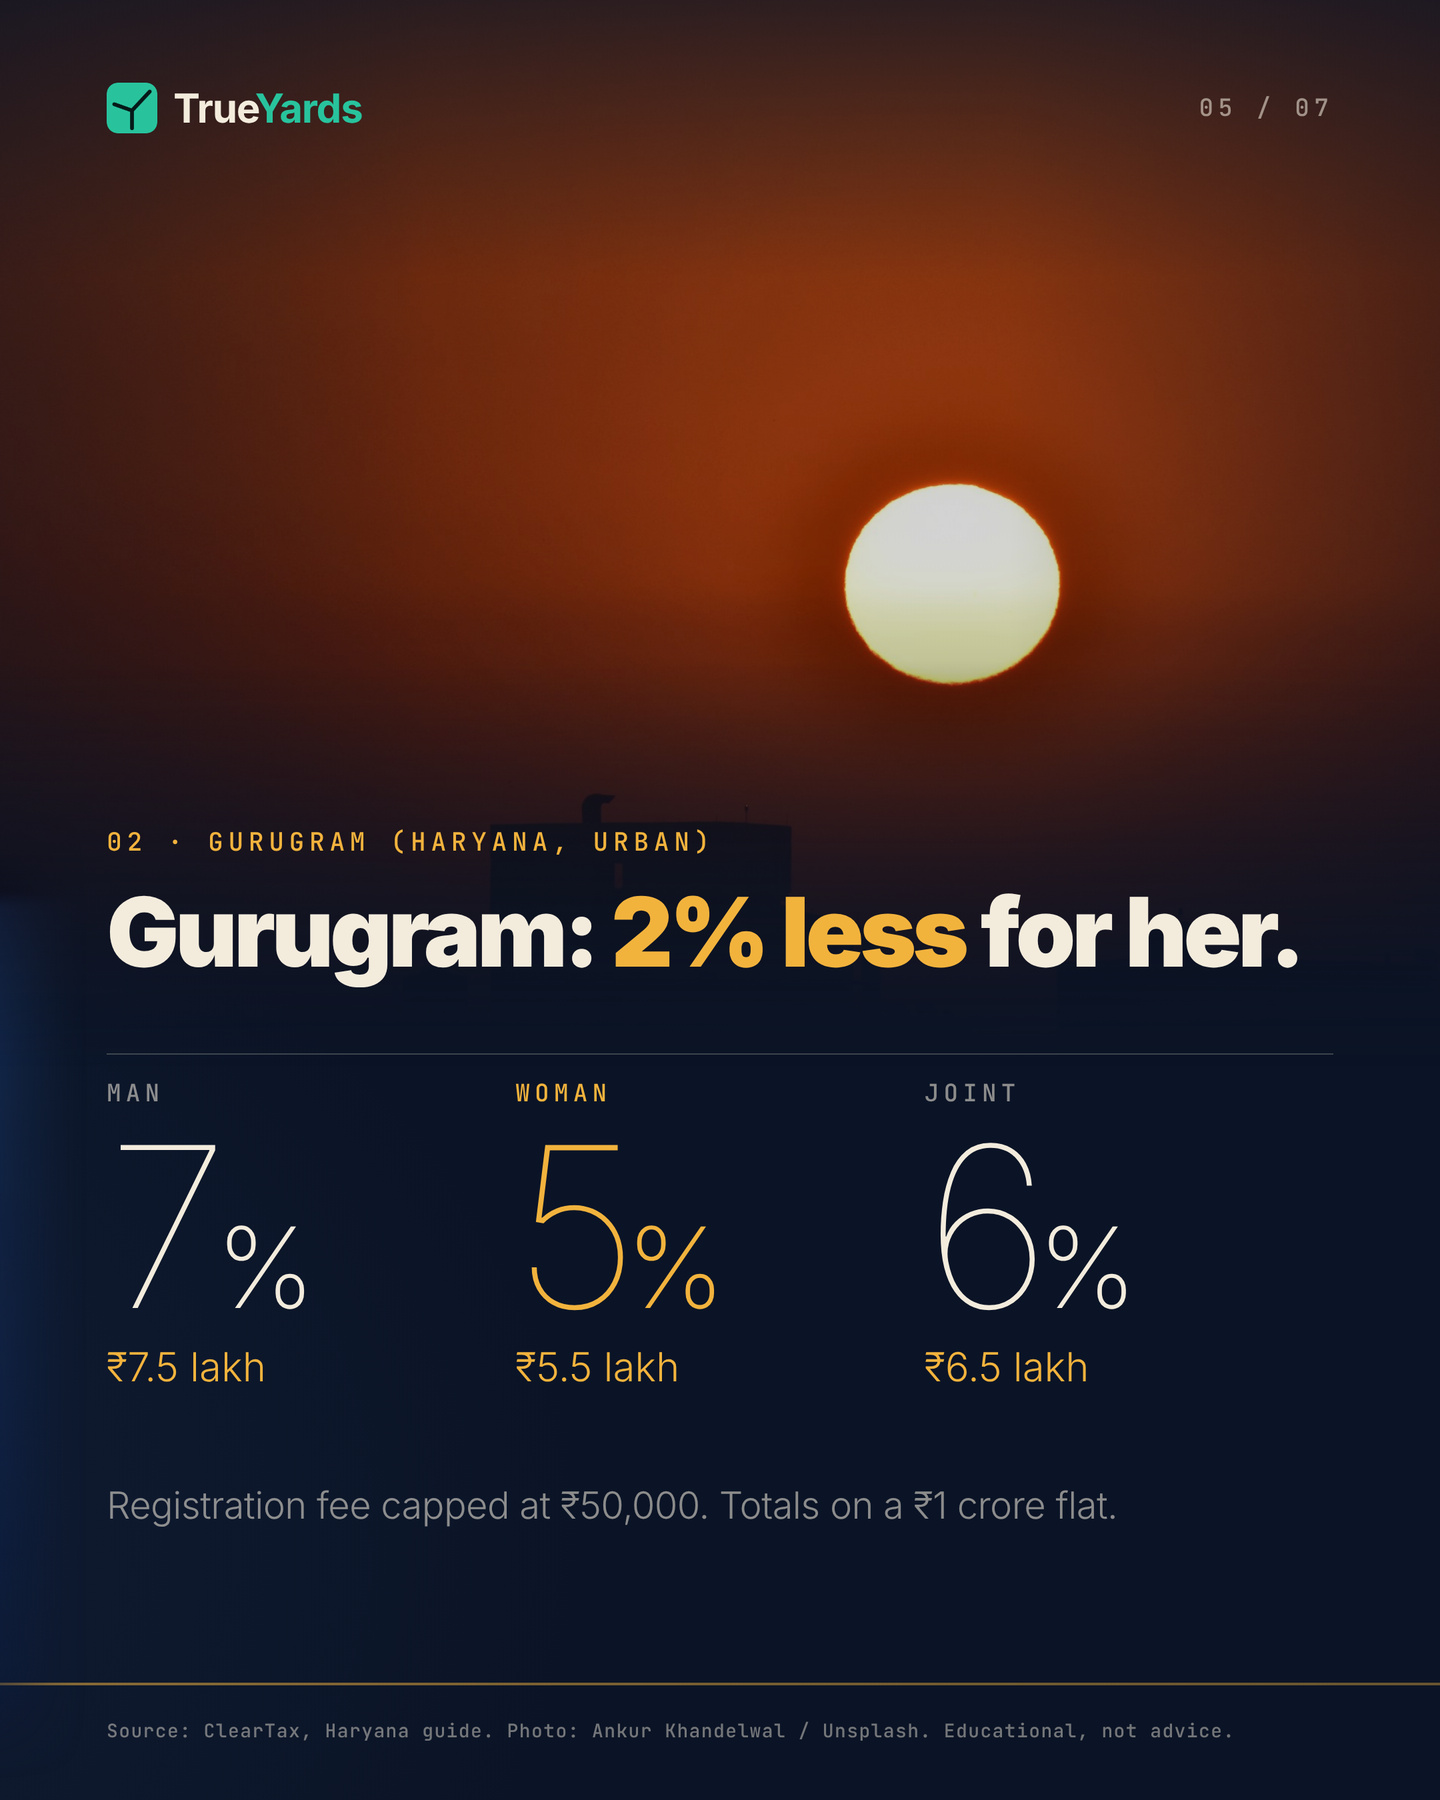 TrueYards
05 / 07
02 · GURUGRAM (HARYANA, URBAN)
Gurugram: 2% less for her.
MAN
WOMAN
JOINT
7%
5%
6%
₹7.5 lakh
₹5.5 lakh
₹6.5 lakh
Registration fee capped at ₹50,000. Totals on a ₹1 crore flat.
Source: ClearTax, Haryana guide. Photo: Ankur Khandelwal / Unsplash. Educational, not advice.